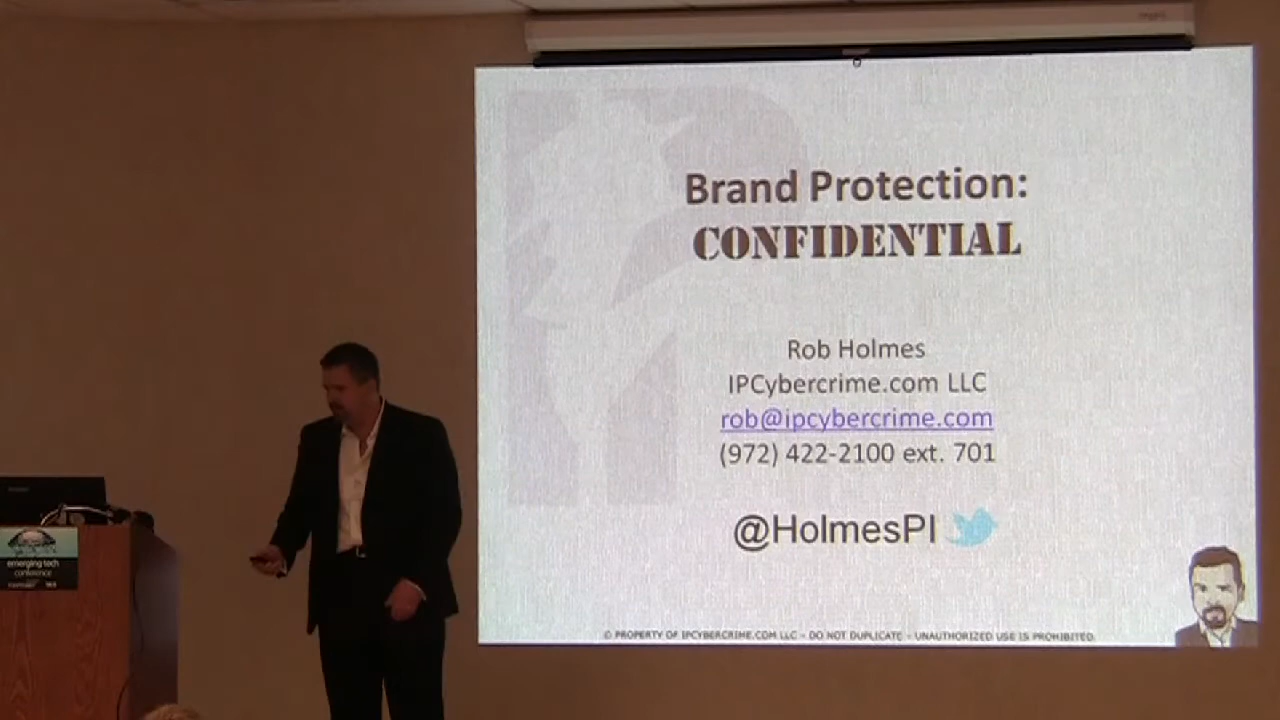 Brand Protection:
CONFIDENTIAL
Rob Holmes
IPCybercrime.com LLC
rob@ipcybercrime.com
(972) 422-2100 ext. 701
@HolmesPI
© PROPERTY OF IPCYBERCRIME.COM LLC - DO NOT DUPLICATE - UNAUTHORIZED USE IS PROHIBITED
emerging tech
conference